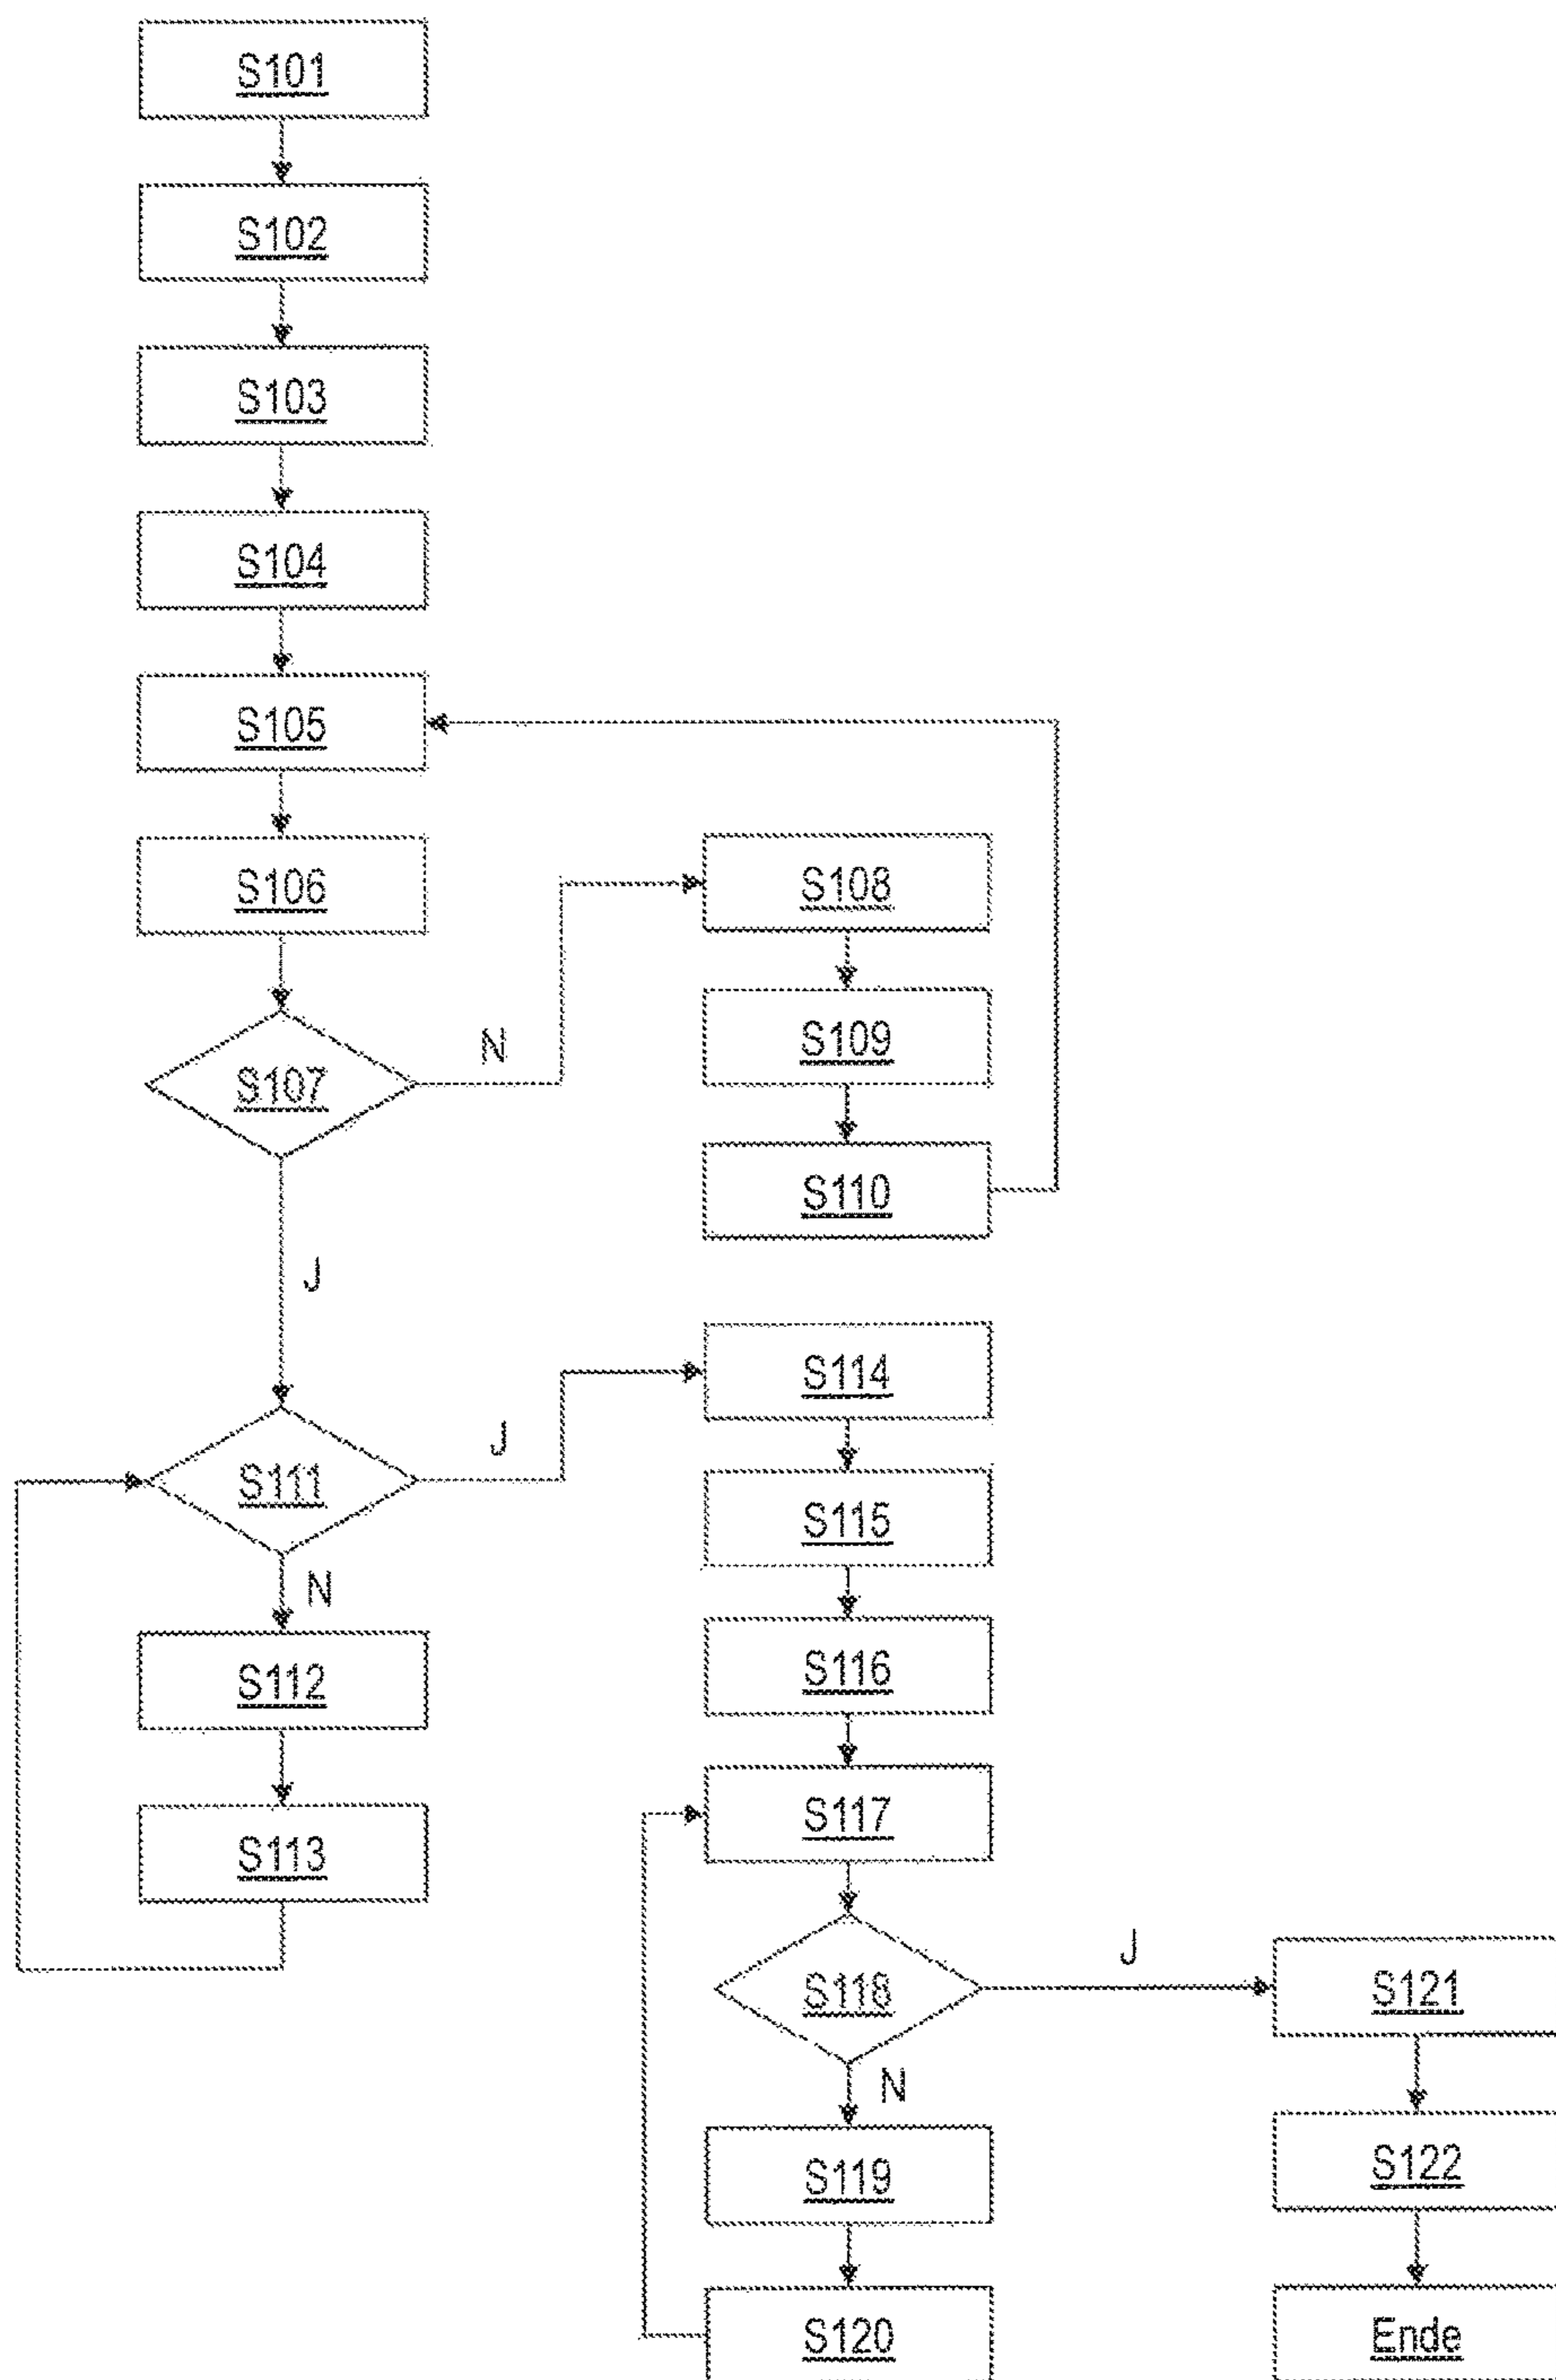 S101
S102
S103
S104
S105
S106
S108
N
S109
S107
S110
J
S114
J
S111
S115
N
S112
S116
S117
S113
J
S118
S121
N
S119
S122
S120
Ende